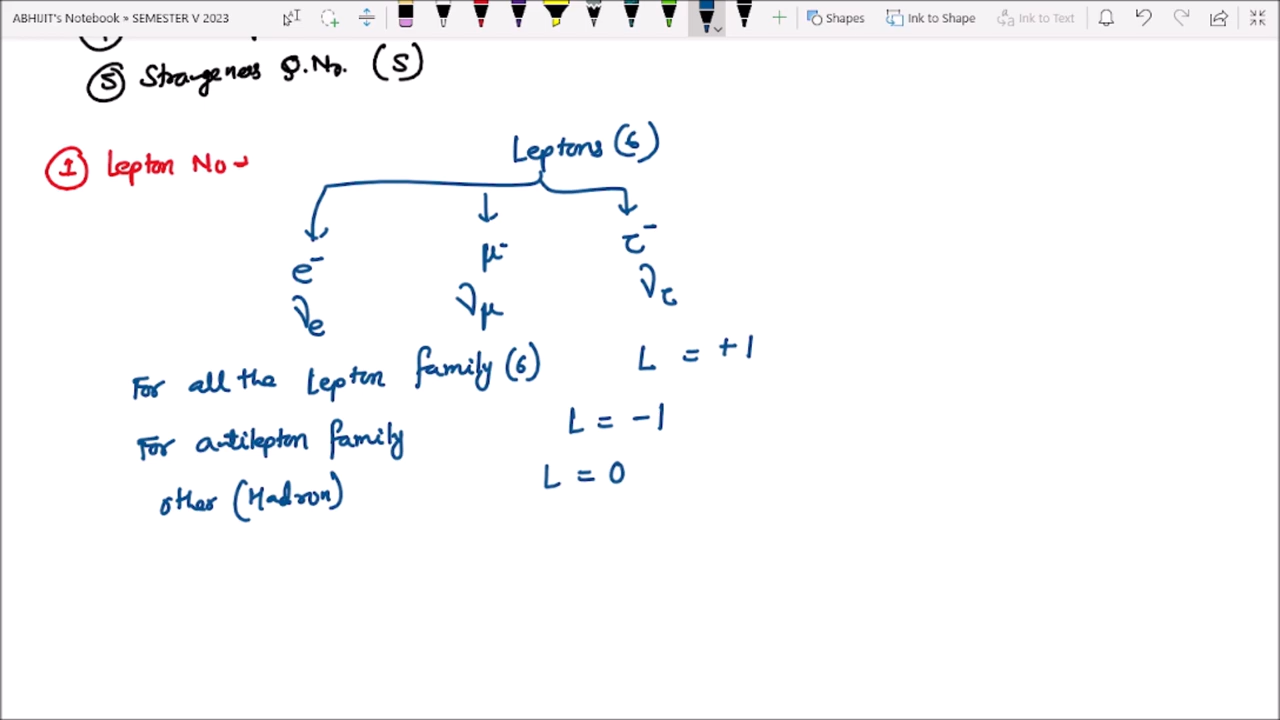 ABHIJIT's Notebook » SEMESTER V 2023
Shapes Ink to Shape Ink to Text
⑤ Strangeness Q.No. (S)
① Lepton No→
Leptons (6)
e⁻ μ⁻ τ⁻
νe νμ ντ
For all the Lepton family (6) L = +1
For antilepton family L = -1
other (Hadron) L = 0